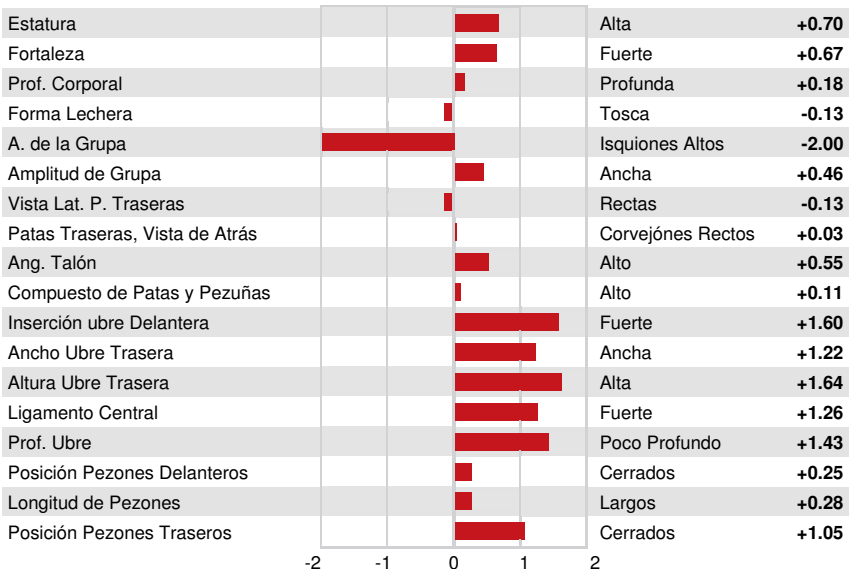 Estatura Alta +0.70
Fortaleza Fuerte +0.67
Prof. Corporal Profunda +0.18
Forma Lechera Tosca -0.13
A. de la Grupa Isquiones Altos -2.00
Amplitud de Grupa Ancha +0.46
Vista Lat. P. Traseras Rectas -0.13
Patas Traseras, Vista de Atrás Corvejónes Rectos +0.03
Ang. Talón Alto +0.55
Compuesto de Patas y Pezuñas Alto +0.11
Inserción ubre Delantera Fuerte +1.60
Ancho Ubre Trasera Ancha +1.22
Altura Ubre Trasera Alta +1.64
Ligamento Central Fuerte +1.26
Prof. Ubre Poco Profundo +1.43
Posición Pezones Delanteros Cerrados +0.25
Longitud de Pezones Largos +0.28
Posición Pezones Traseros Cerrados +1.05
-2 -1 0 1 2